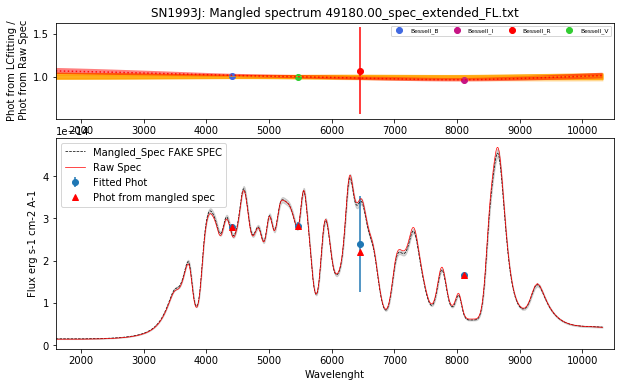 SN1993J: Mangled spectrum 49180.00_spec_extended_FL.txt
Phot from LCfitting /
Phot from Raw Spec
1.5
1.0
Bessell_B
Bessell_I
Bessell_R
Bessell_V
2000 3000 4000 5000 6000 7000 8000 9000 10000
1e−14
Flux erg s-1 cm-2 A-1
4
3
2
1
0
Mangled_Spec FAKE SPEC
Raw Spec
Fitted Phot
Phot from mangled spec
2000 3000 4000 5000 6000 7000 8000 9000 10000
Wavelenght